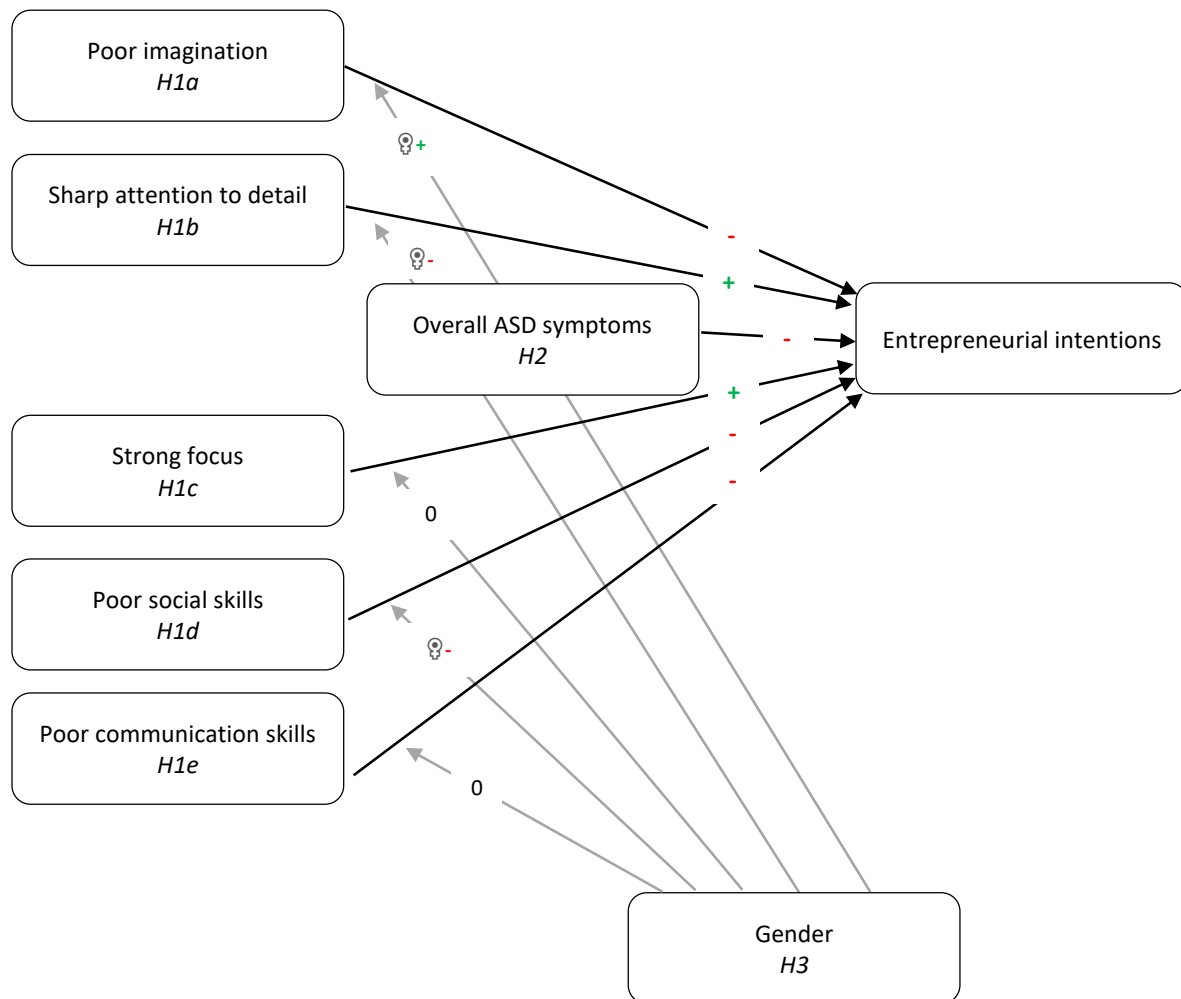 Poor imagination
H1a
+
Sharp attention to detail
H1b
-
-
+
Overall ASD symptoms
H2
-
Entrepreneurial intentions
+
-
-
Strong focus
H1c
0
Poor social skills
H1d
-
Poor communication skills
H1e
0
Gender
H3